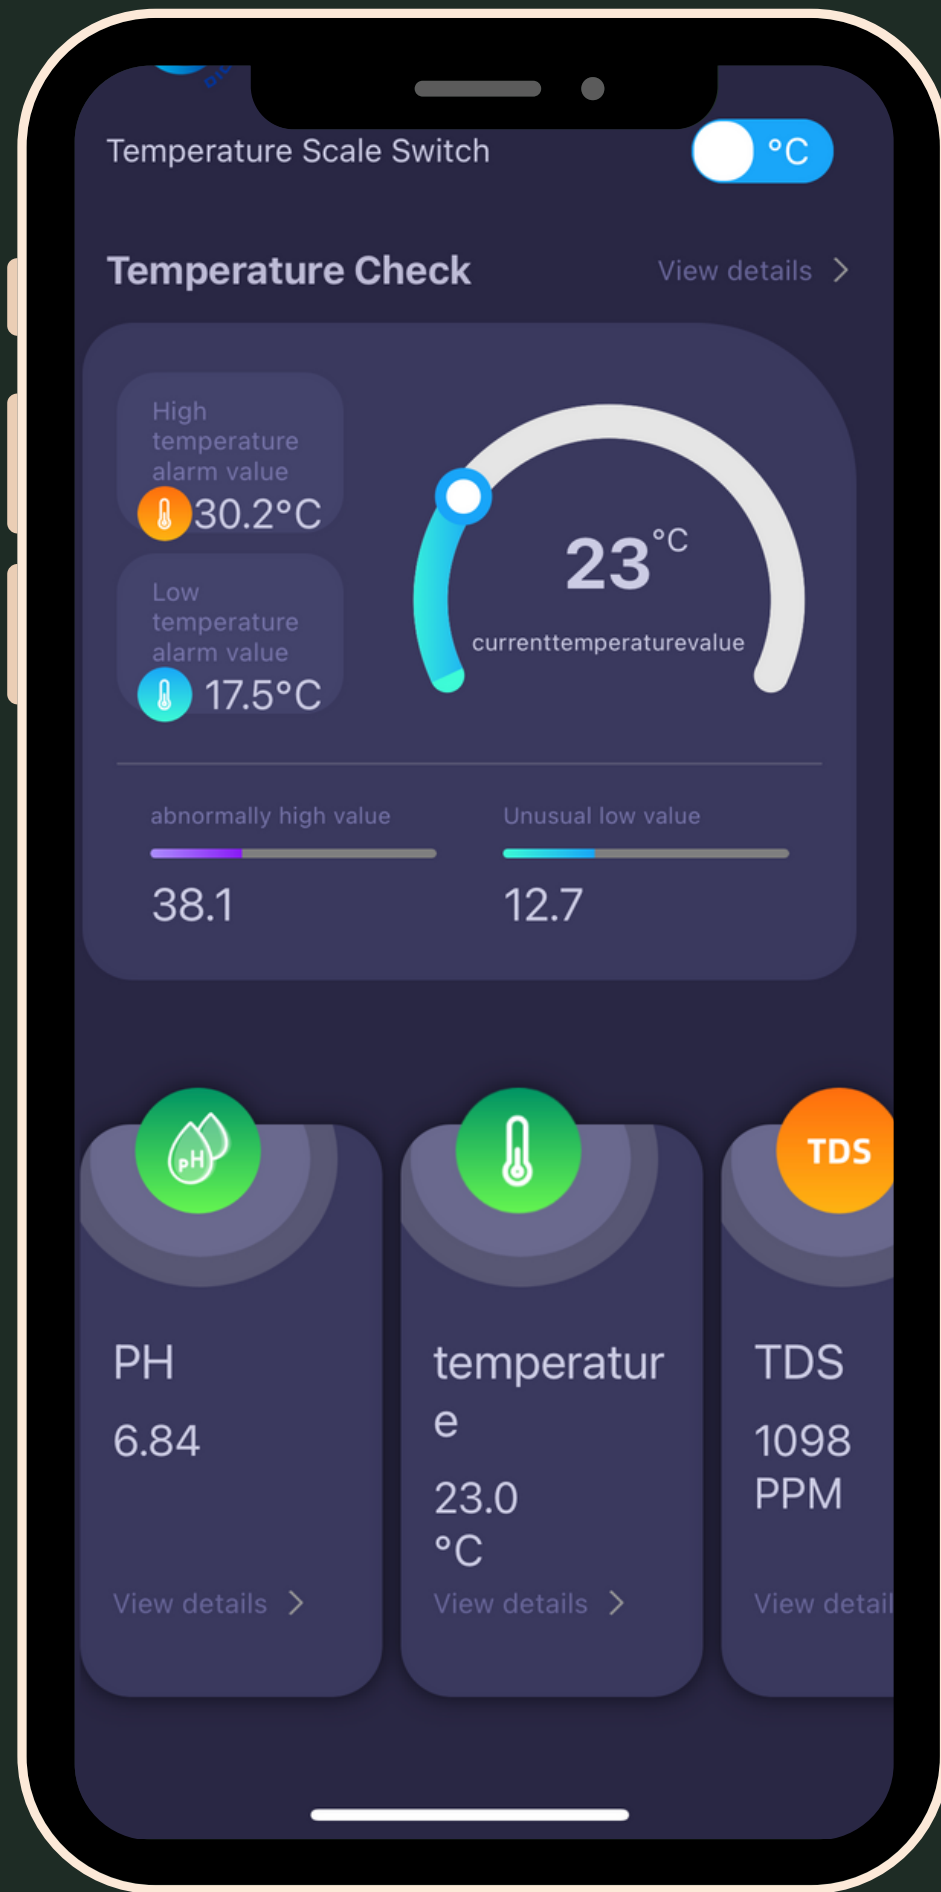 Temperature Scale Switch
°C
Temperature Check
View details
High
temperature
alarm value
30.2°C
Low
temperature
alarm value
17.5°C
23°C
currenttemperaturevalue
abnormally high value
38.1
Unusual low value
12.7
pH
PH
6.84
View details
temperatur
e
23.0
°C
View details
TDS
TDS
1098
PPM
View detail